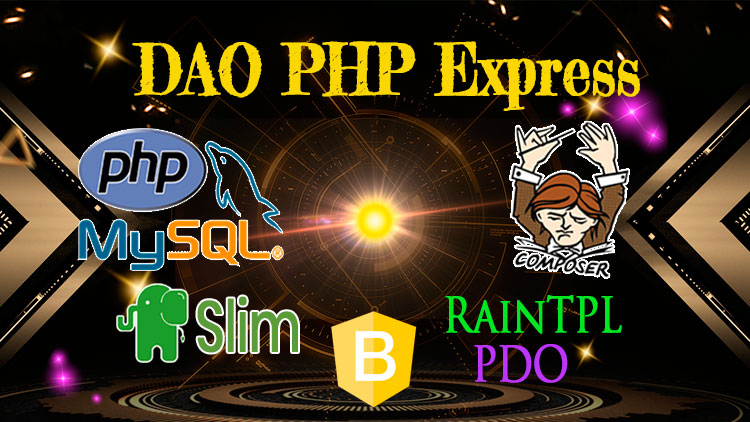 DAO PHP Express
php
MySQL
COMPOSER
Slim
B
RAINTPL
PDO